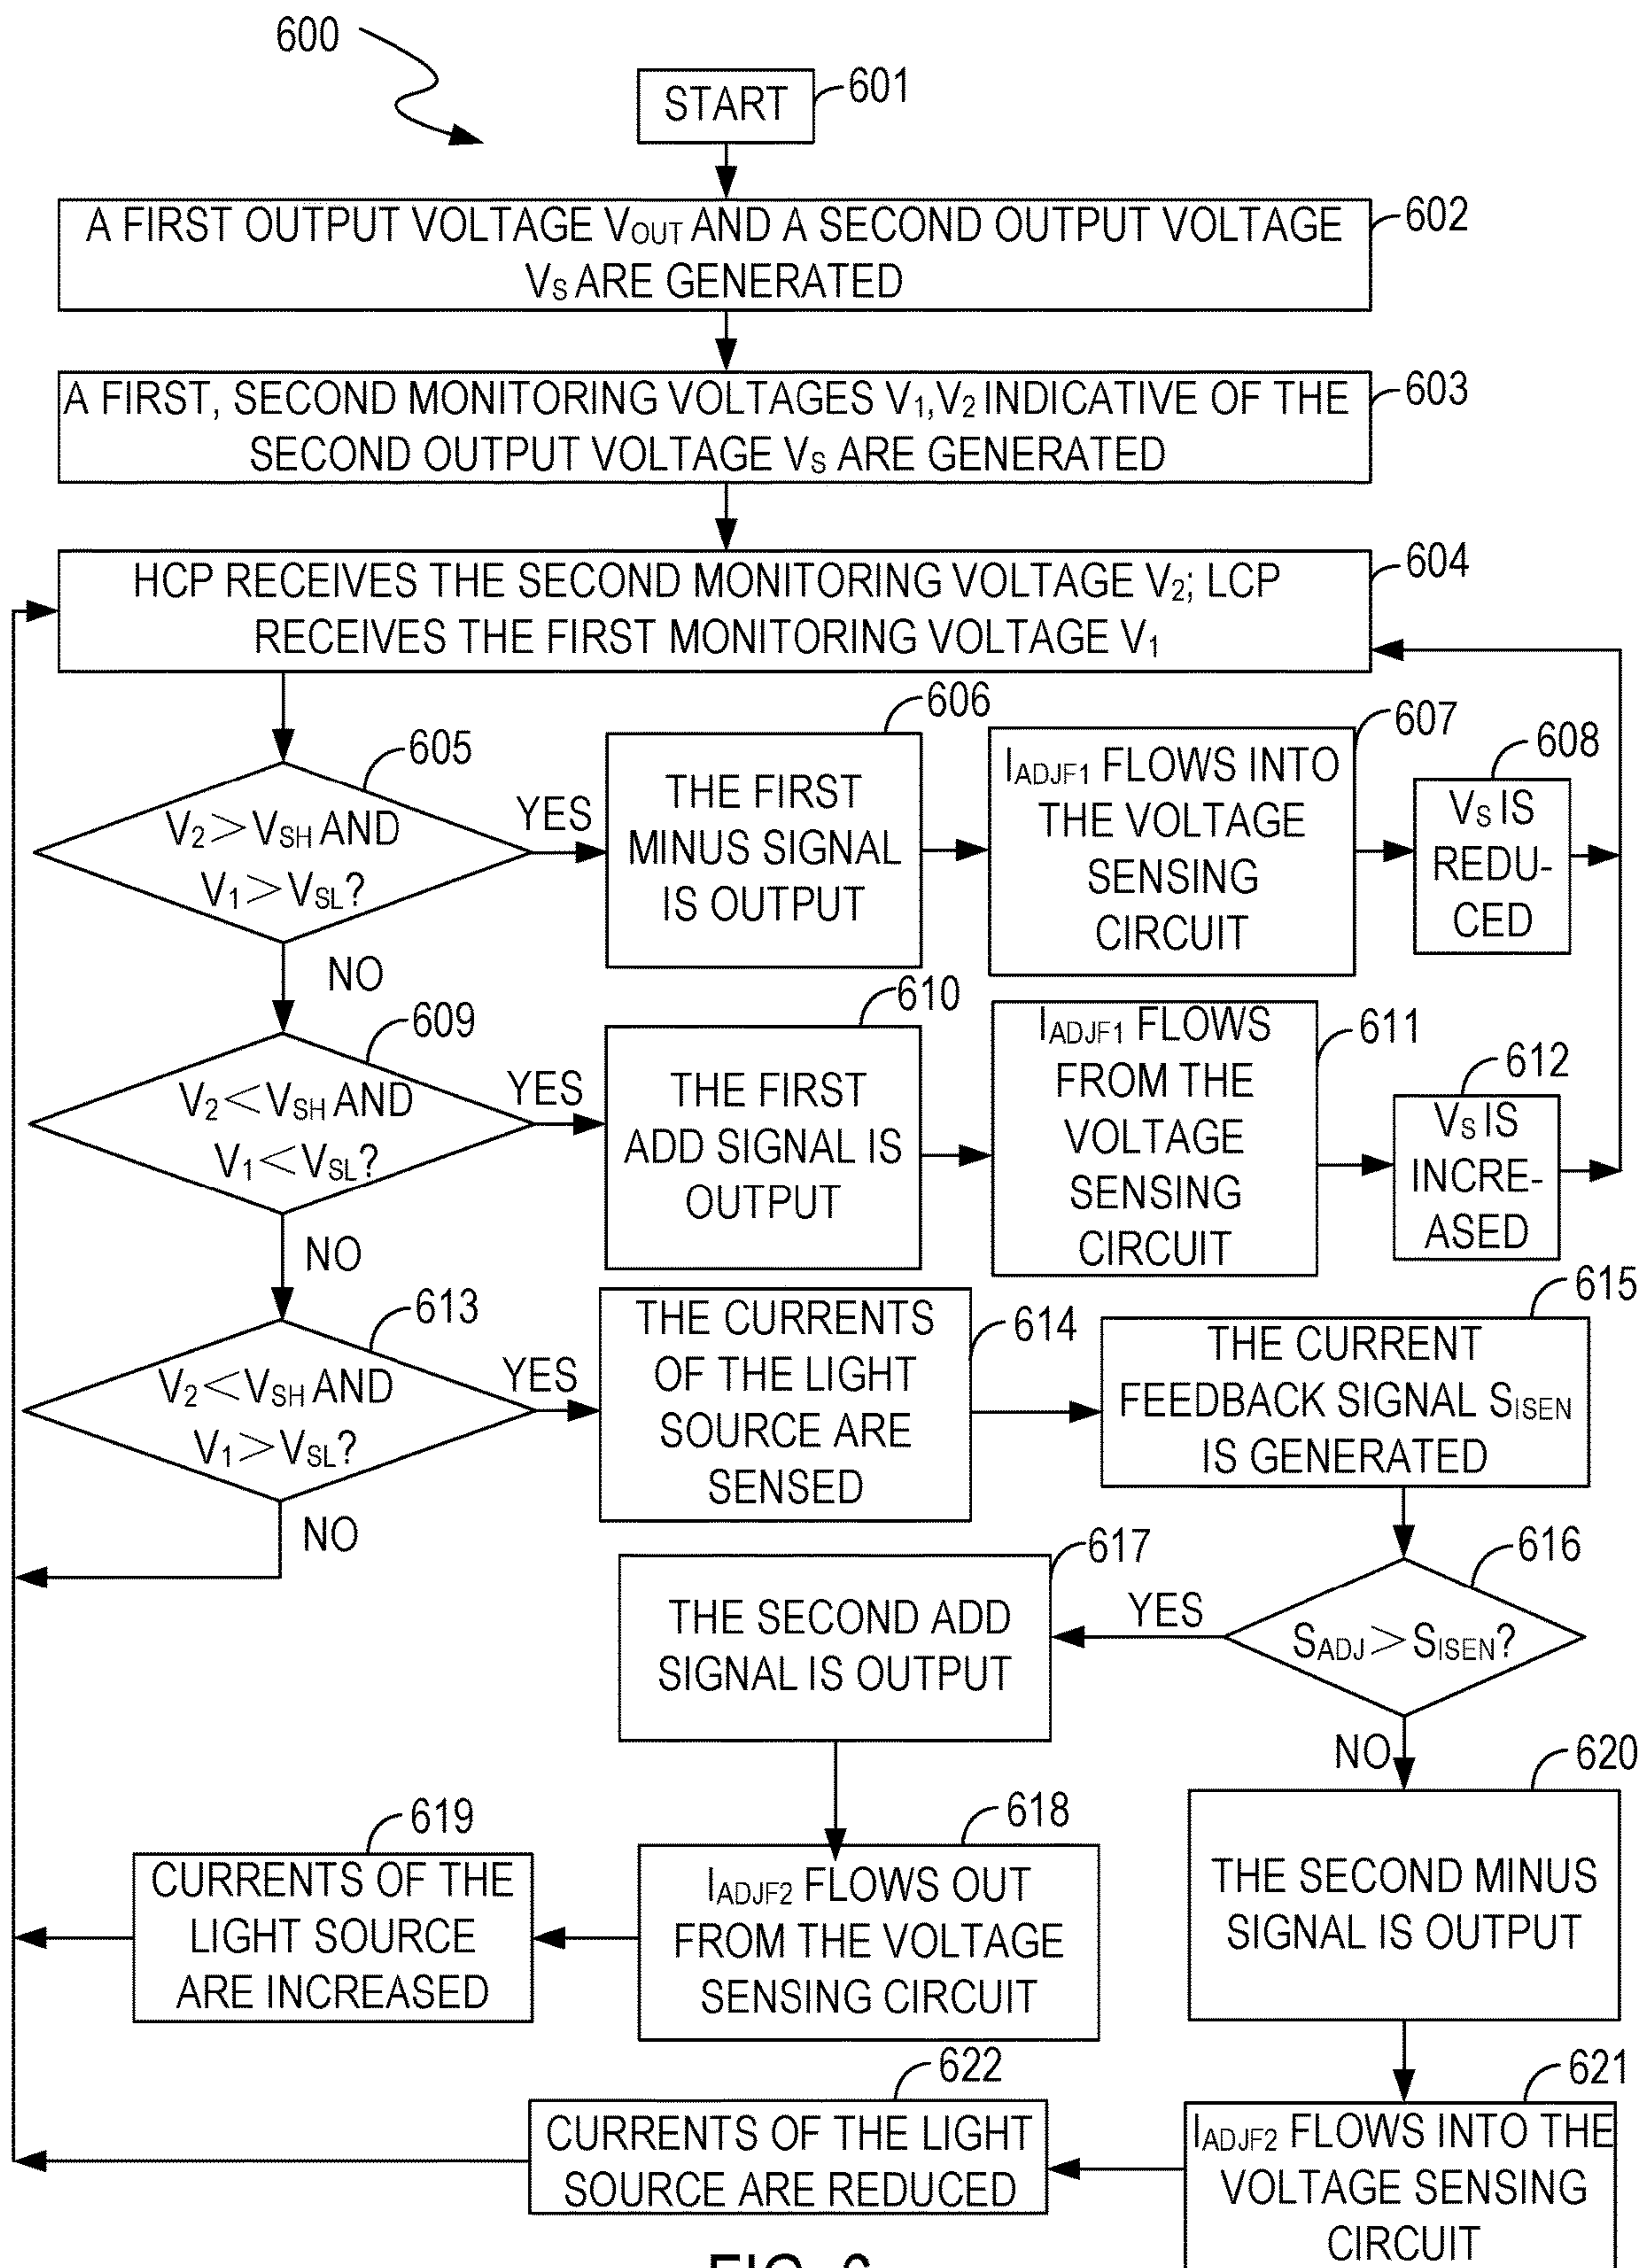 600
START
601
A FIRST OUTPUT VOLTAGE VOUT AND A SECOND OUTPUT VOLTAGE
VS ARE GENERATED
602
A FIRST, SECOND MONITORING VOLTAGES V1,V2 INDICATIVE OF THE
SECOND OUTPUT VOLTAGE VS ARE GENERATED
603
HCP RECEIVES THE SECOND MONITORING VOLTAGE V2; LCP
RECEIVES THE FIRST MONITORING VOLTAGE V1
604
605
V2>VSH AND
V1>VSL?
YES
NO
606
THE FIRST
MINUS SIGNAL
IS OUTPUT
607
IADJF1 FLOWS INTO
THE VOLTAGE
SENSING
CIRCUIT
608
VS IS
REDU-
CED
609
V2<VSH AND
V1<VSL?
YES
NO
610
THE FIRST
ADD SIGNAL IS
OUTPUT
611
IADJF1 FLOWS
FROM THE
VOLTAGE
SENSING
CIRCUIT
612
VS IS
INCRE-
ASED
613
V2<VSH AND
V1>VSL?
YES
NO
614
THE CURRENTS
OF THE LIGHT
SOURCE ARE
SENSED
615
THE CURRENT
FEEDBACK SIGNAL SISEN
IS GENERATED
616
SADJ>SISEN?
YES
NO
617
THE SECOND ADD
SIGNAL IS OUTPUT
618
IADJF2 FLOWS OUT
FROM THE VOLTAGE
SENSING CIRCUIT
619
CURRENTS OF THE
LIGHT SOURCE
ARE INCREASED
620
THE SECOND MINUS
SIGNAL IS OUTPUT
621
IADJF2 FLOWS INTO THE
VOLTAGE SENSING
CIRCUIT
622
CURRENTS OF THE LIGHT
SOURCE ARE REDUCED